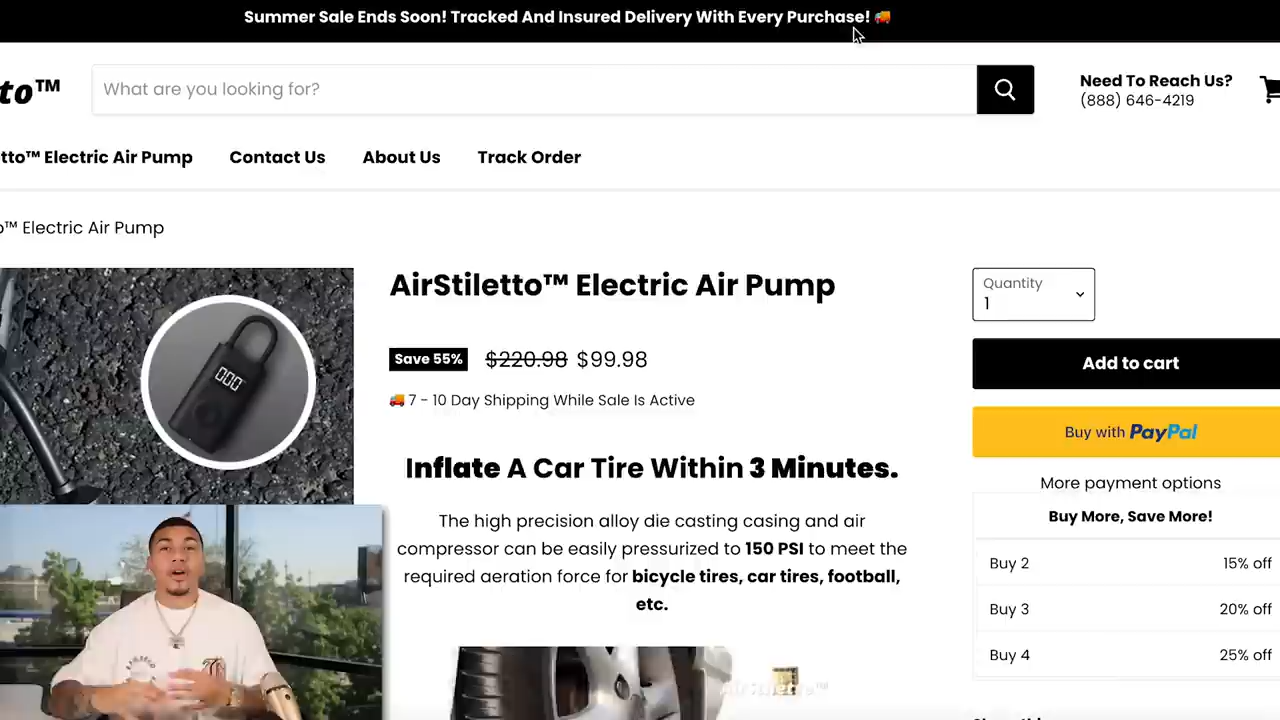 Summer Sale Ends Soon! Tracked And Insured Delivery With Every Purchase! 🚚
to™
What are you looking for?
Need To Reach Us?
(888) 646-4219
tto™ Electric Air Pump
Contact Us
About Us
Track Order
o™ Electric Air Pump
000
AirStiletto™ Electric Air Pump
Save 55%
$220.98 $99.98
🚚 7 - 10 Day Shipping While Sale Is Active
Inflate A Car Tire Within 3 Minutes.
The high precision alloy die casting casing and air
compressor can be easily pressurized to 150 PSI to meet the
required aeration force for bicycle tires, car tires, football,
etc.
AirStiletto™
Quantity
1
Add to cart
Buy with PayPal
More payment options
Buy More, Save More!
Buy 2 15% off
Buy 3 20% off
Buy 4 25% off